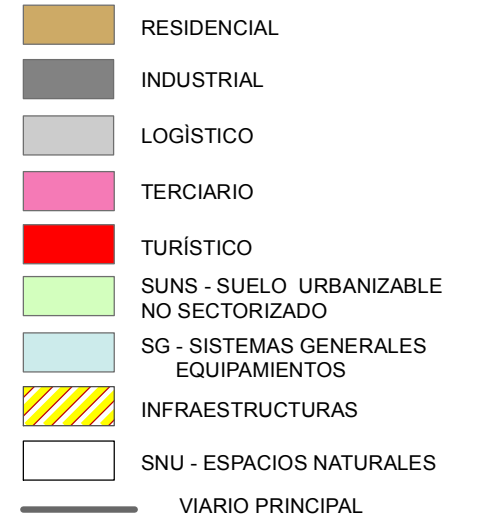 RESIDENCIAL
INDUSTRIAL
LOGÌSTICO
TERCIARIO
TURÍSTICO
SUNS - SUELO URBANIZABLE
NO SECTORIZADO
SG - SISTEMAS GENERALES
EQUIPAMIENTOS
INFRAESTRUCTURAS
SNU - ESPACIOS NATURALES
VIARIO PRINCIPAL